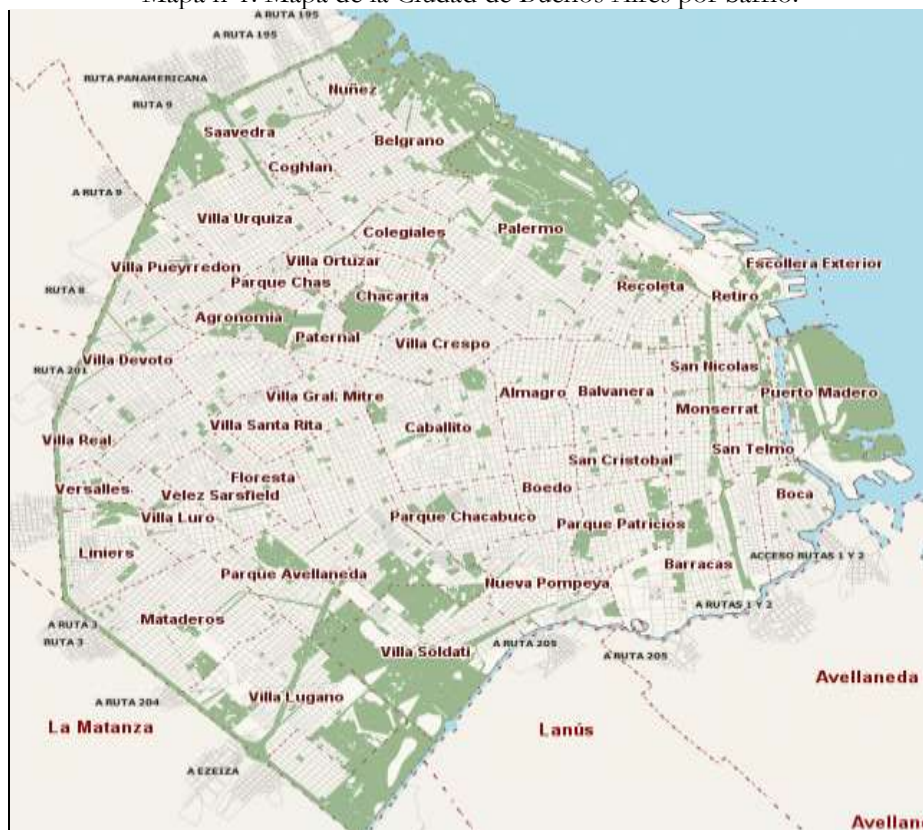 Mapa n°1. Mapa de la Ciudad de Buenos Aires por barrio.
A RUTA 195
A RUTA 195
RUTA PANAMERICANA
RUTA 9
Nuñez
Saavedra
Belgrano
Coghlan
A RUTA 9
Villa Urquiza
Colegiales
Palermo
Villa Pueyrredon
Villa Ortuzar
Escollera Exterior
Parque Chas
Recoleta
RUTA 8
Chacarita
Retiro
Agronomia
Paternal
Villa Crespo
Villa Devoto
RUTA 201
San Nicolas
Villa Gral. Mitre
Almagro
Balvanera
Puerto Madero
Monserrat
Villa Santa Rita
Caballito
Villa Real
San Telmo
San Cristobal
Floresta
Versalles
Velez Sarsfield
Boedo
Boca
Villa Luro
Parque Chacabuco
Parque Patricios
Liniers
ACCESO RUTAS 1 Y 2
Barracas
Parque Avellaneda
Nueva Pompeya
A RUTAS 1 Y 2
Mataderos
A RUTA 3
RUTA 3
A RUTA 205
Villa Soldati
A RUTA 205
Avellaneda
Villa Lugano
A RUTA 204
La Matanza
Lanús
A EZEIZA